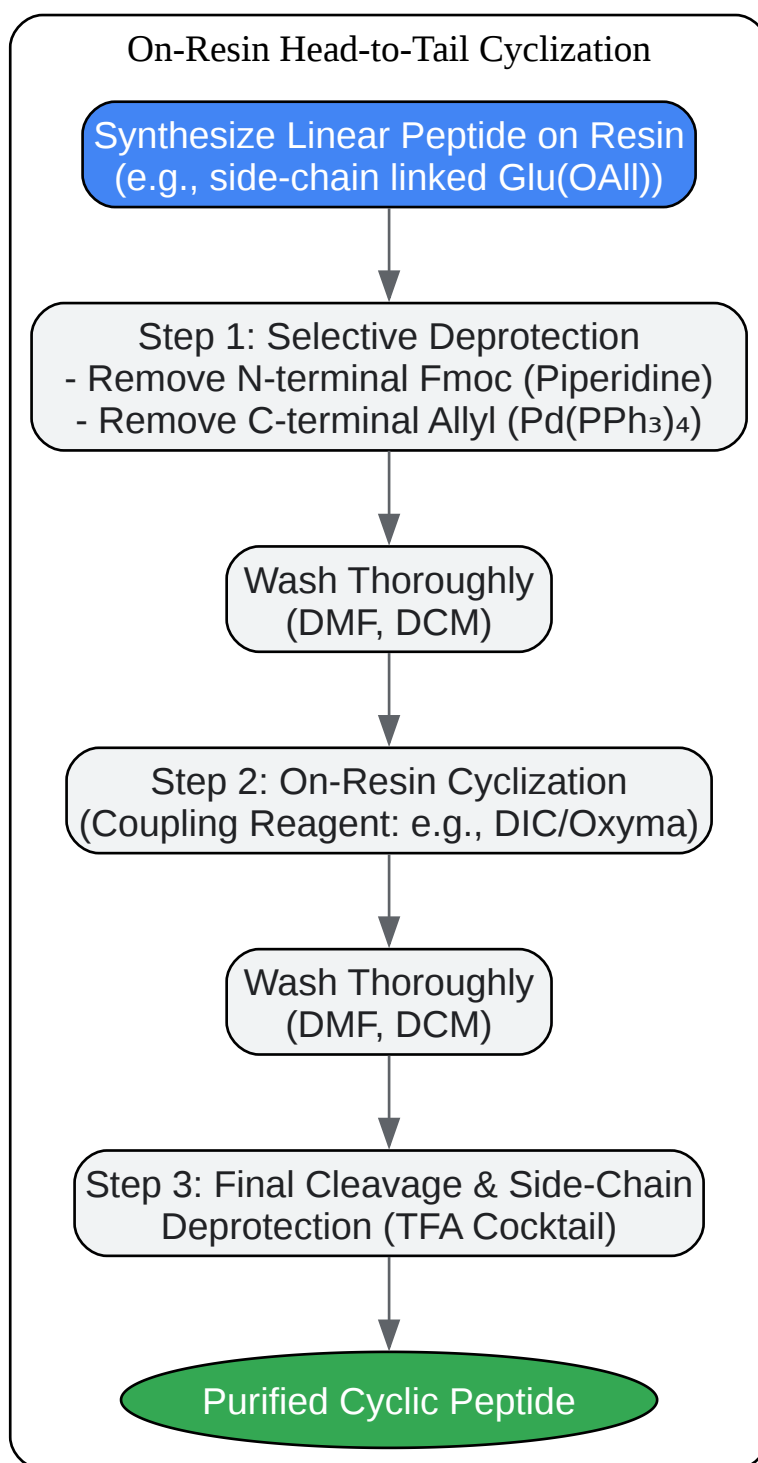 On-Resin Head-to-Tail Cyclization
Synthesize Linear Peptide on Resin
(e.g., side-chain linked Glu(OAll))
Step 1: Selective Deprotection
- Remove N-terminal Fmoc (Piperidine)
- Remove C-terminal Allyl (Pd(PPh₃)₄)
Wash Thoroughly
(DMF, DCM)
Step 2: On-Resin Cyclization
(Coupling Reagent: e.g., DIC/Oxyma)
Wash Thoroughly
(DMF, DCM)
Step 3: Final Cleavage & Side-Chain
Deprotection (TFA Cocktail)
Purified Cyclic Peptide